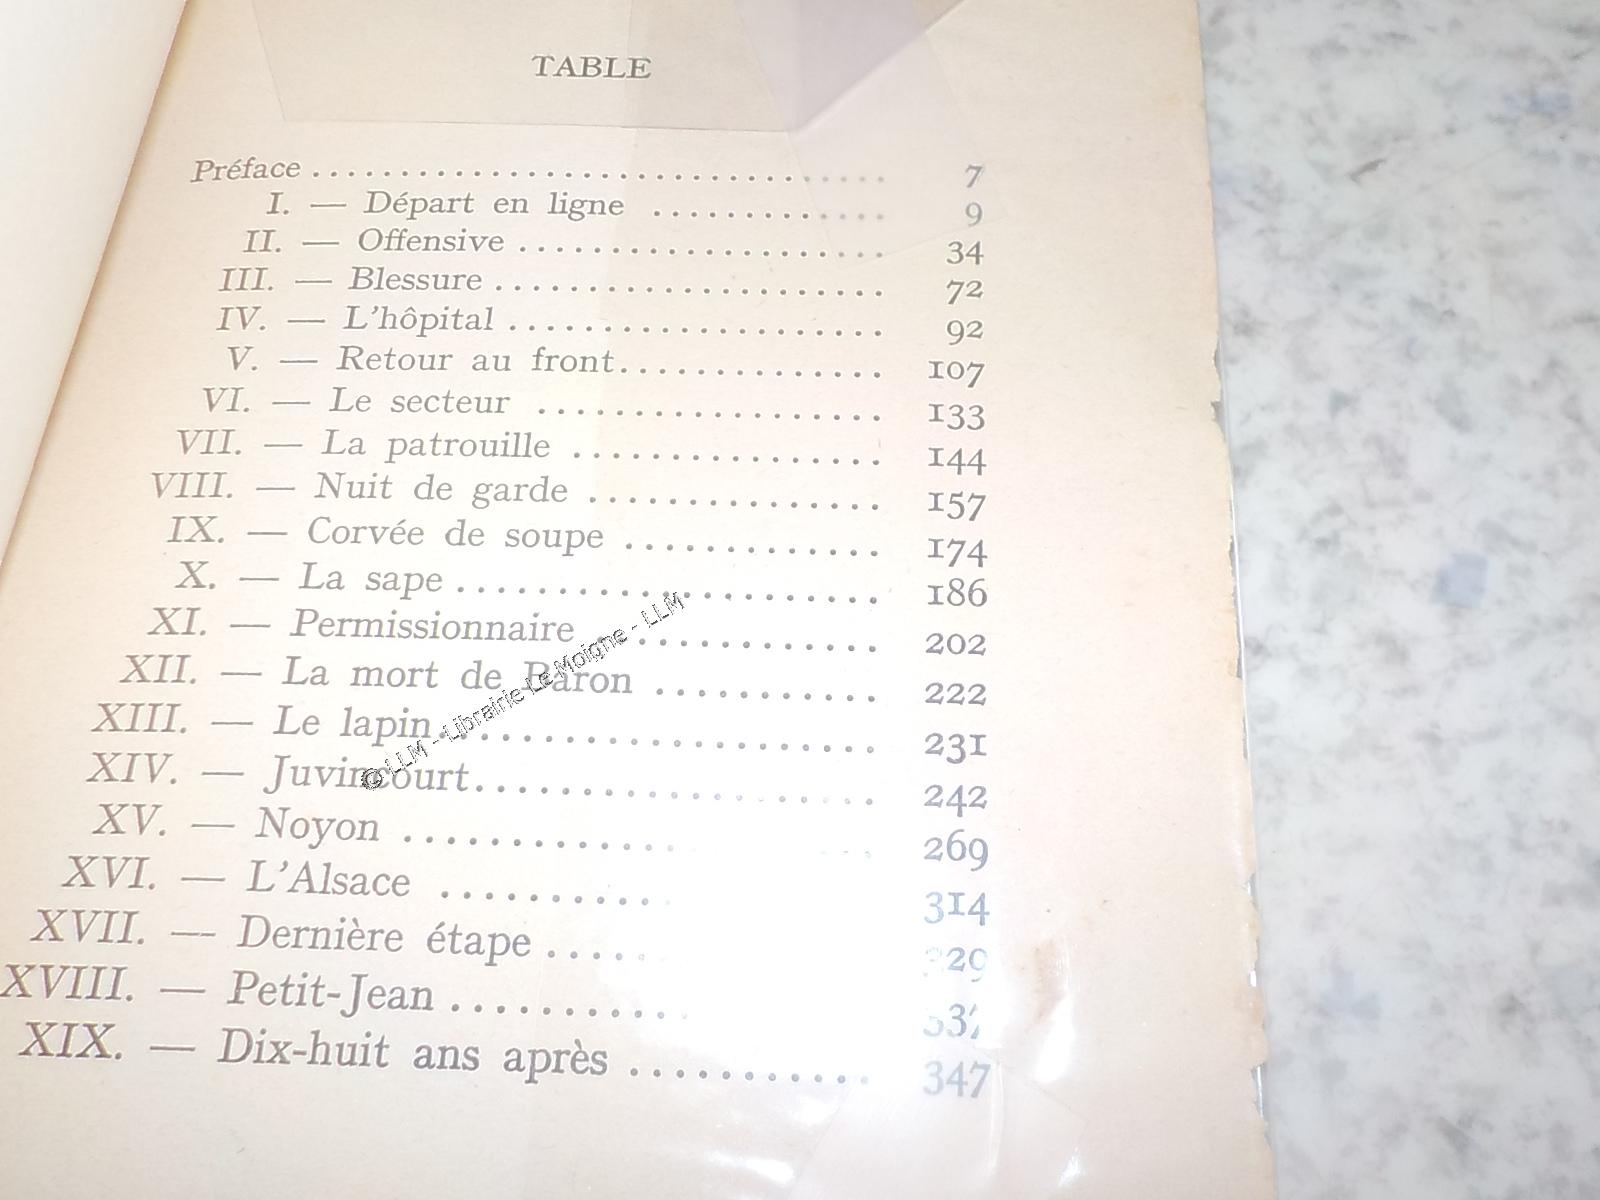 TABLE
Préface .............................. 7
I. — Départ en ligne ............ 9
II. — Offensive .................... 34
III. — Blessure ..................... 72
IV. — L'hôpital .................... 92
V. — Retour au front.............. 107
VI. — Le secteur .................. 133
VII. — La patrouille ................ 144
VIII. — Nuit de garde ............... 157
IX. — Corvée de soupe ............. 174
X. — La sape ...................... 186
XI. — Permissionnaire ............. 202
XII. — La mort de Baron ............ 222
XIII. — Le lapin...................... 231
XIV. — Juvincourt.................... 242
XV. — Noyon ...................... 269
XVI. — L'Alsace .......... 314
XVII. — Dernière étape ......
XVIII. — Petit-Jean ............
XIX. — Dix-huit ans après ........... 347
© LLM - Librairie Le Moigne - LLM